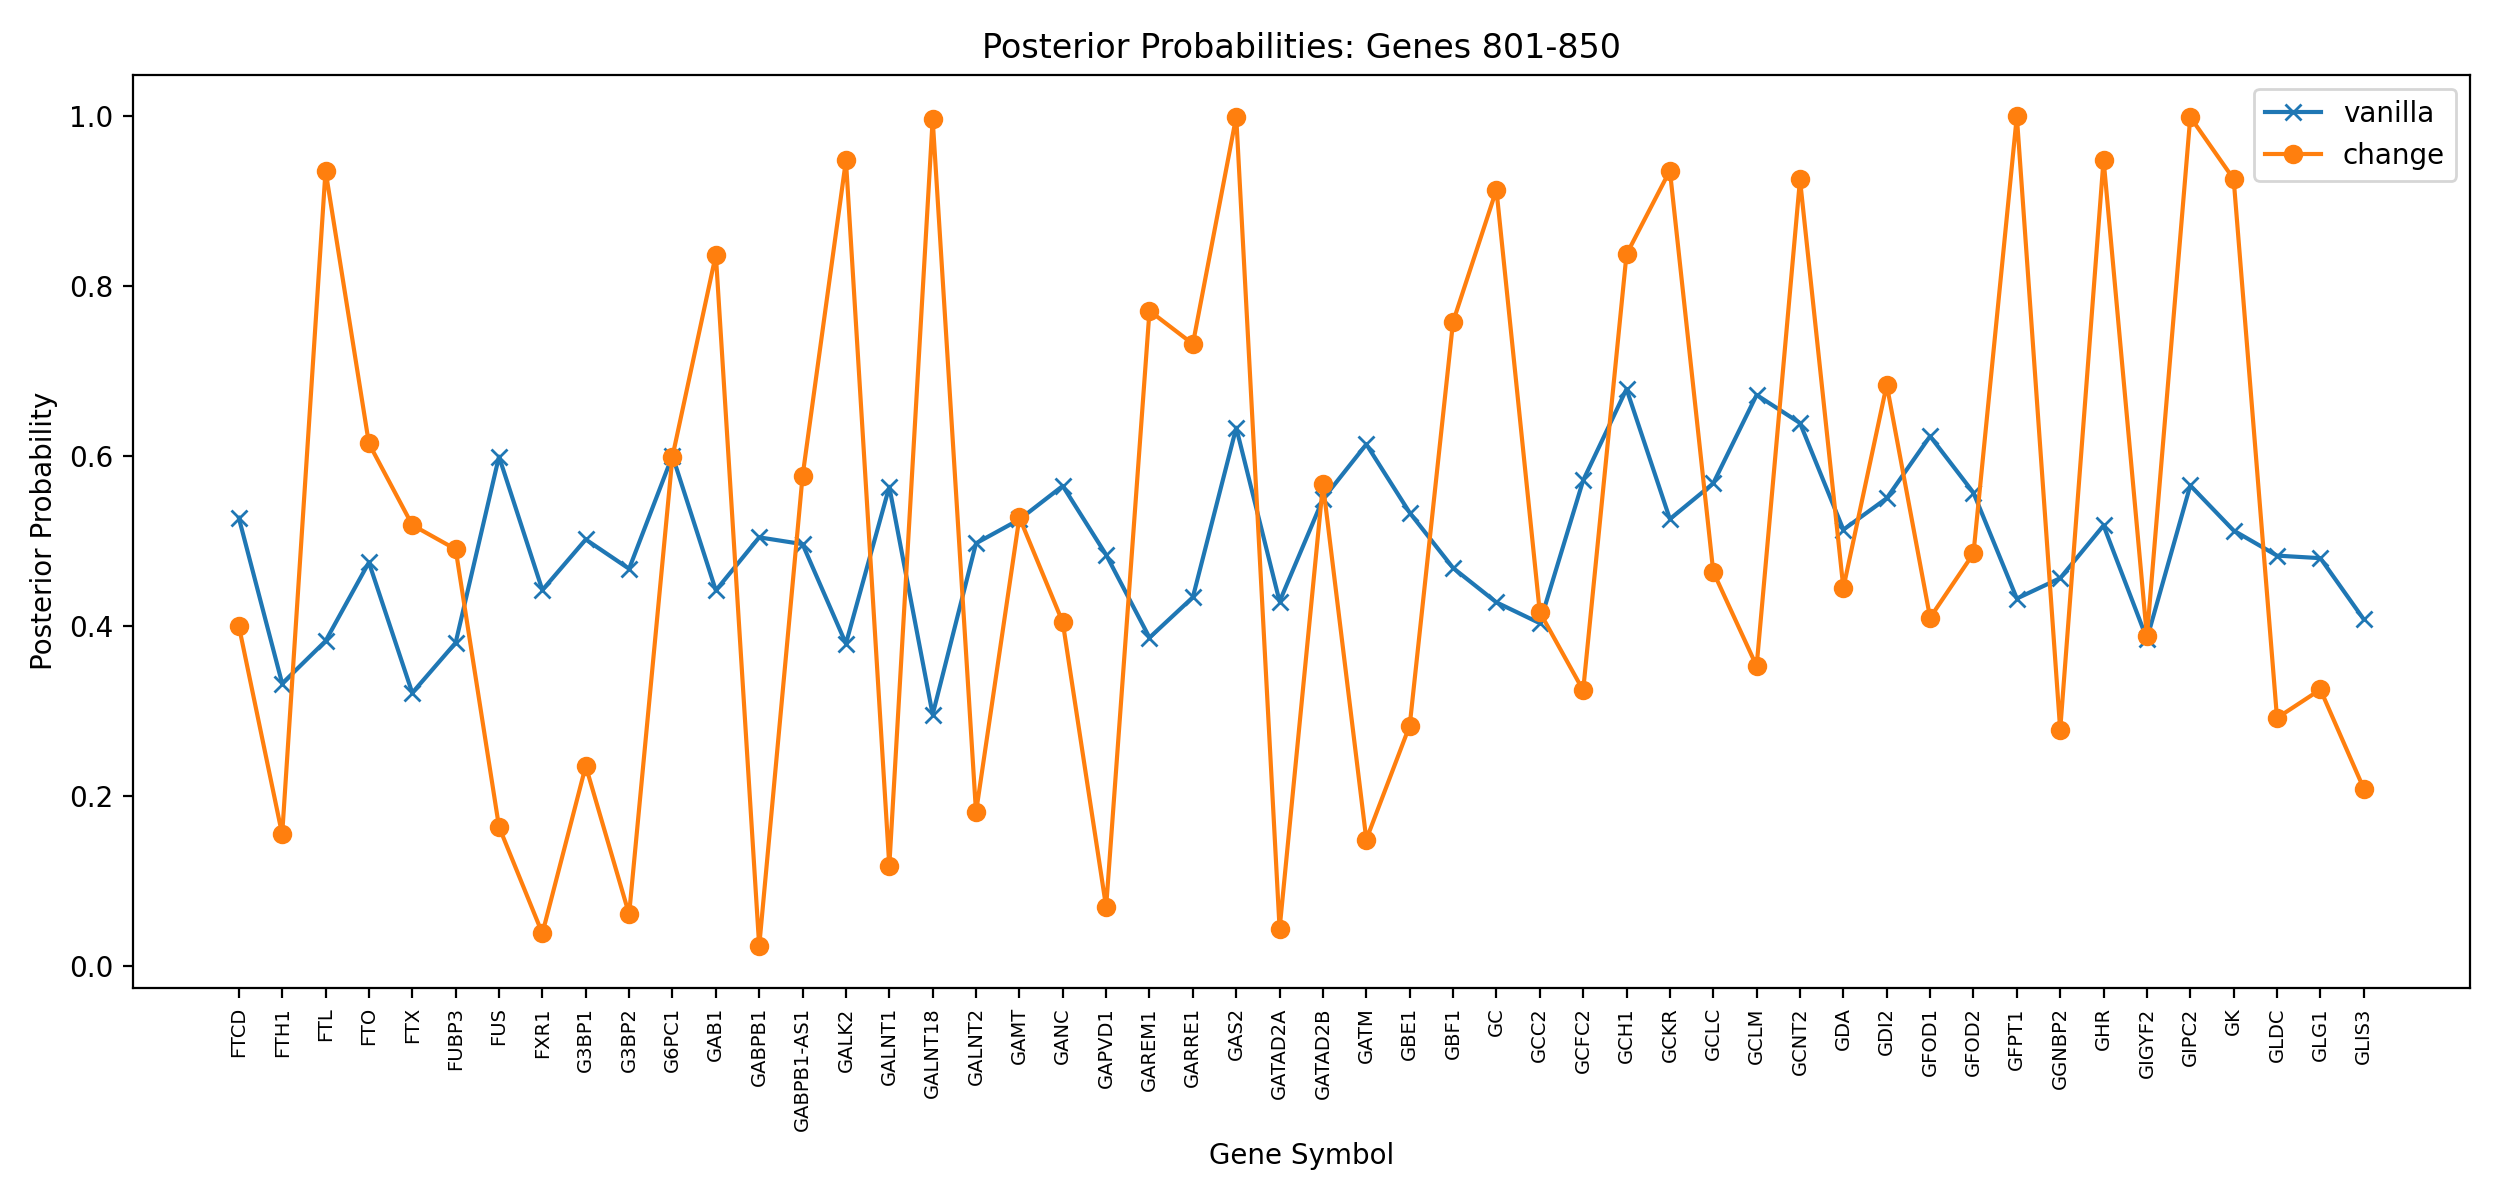 Posterior Probabilities: Genes 801-850
vanilla
change
Posterior Probability
1.0
0.8
0.6
0.4
0.2
0.0
FTCD
FTH1
FTL
FTO
FTX
FUBP3
FUS
FXR1
G3BP1
G3BP2
G6PC1
GAB1
GABPB1
GABPB1-AS1
GALK2
GALNT1
GALNT18
GALNT2
GAMT
GANC
GAPVD1
GAREM1
GARRE1
GAS2
GATAD2A
GATAD2B
GATM
GBE1
GBF1
GC
GCC2
GCFC2
GCH1
GCKR
GCLC
GCLM
GCNT2
GDA
GDI2
GFOD1
GFOD2
GFPT1
GGNBP2
GHR
GIGYF2
GIPC2
GK
GLDC
GLG1
GLIS3
Gene Symbol